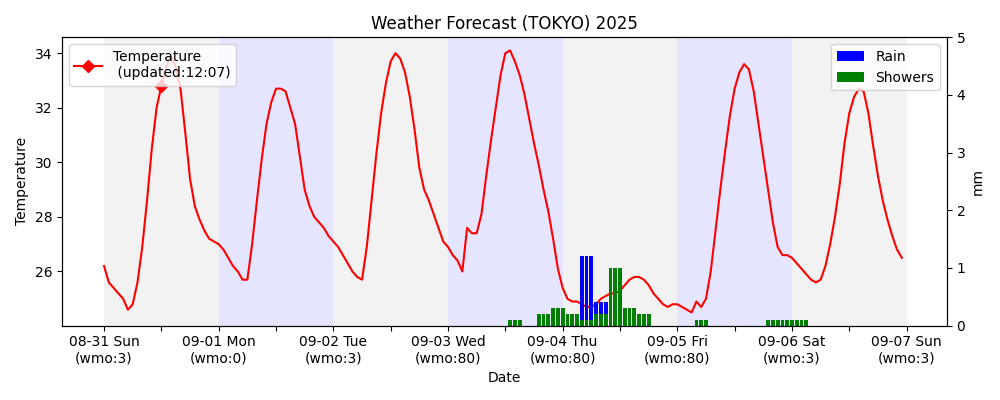 Weather Forecast (TOKYO) 2025
Temperature
(updated:12:07)
Rain
Showers
34
32
30
28
26
Temperature
5
4
3
2
1
0
mm
08-31 Sun
(wmo:3)
09-01 Mon
(wmo:0)
09-02 Tue
(wmo:3)
09-03 Wed
(wmo:80)
09-04 Thu
(wmo:80)
09-05 Fri
(wmo:80)
09-06 Sat
(wmo:3)
09-07 Sun
(wmo:3)
Date